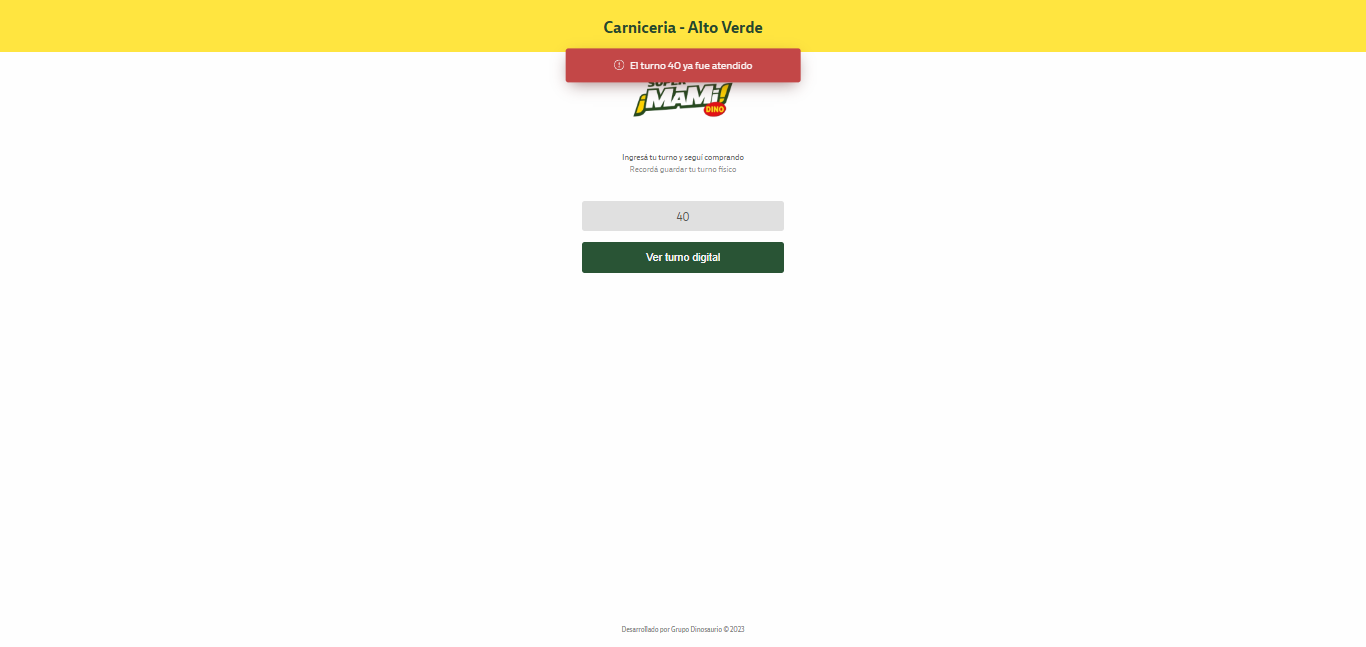 Carniceria - Alto Verde
El turno 40 ya fue atendido
SUPER
¡MAMi!
DINO
Ingresá tu turno y seguí comprando
Recordá guardar tu turno físico
40
Ver turno digital
Desarrollado por Grupo Dinosaurio ©2023